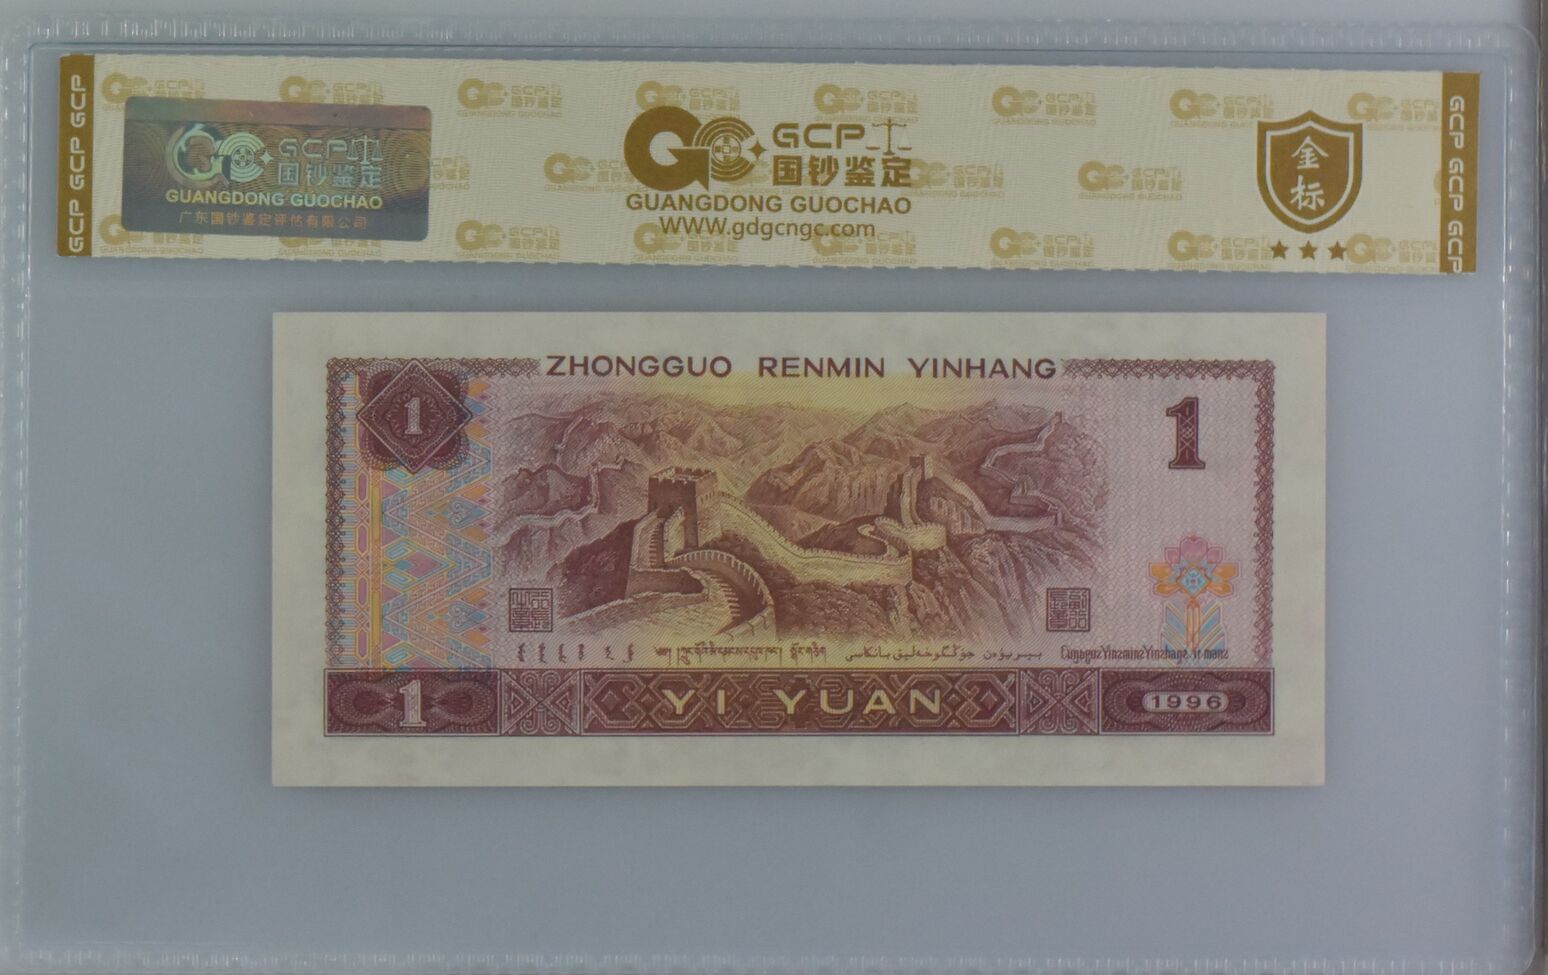 GCP GCP GCP
GCP 国钞鉴定
GUANGDONG GUOCHAO
广东国钞鉴定评估有限公司
GCP
国钞鉴定
GUANGDONG GUOCHAO
WWW.gdgcngc.com
金标
GCP GCP GCP
ZHONGGUO RENMIN YINHANG
1
1
1
YI YUAN
1996